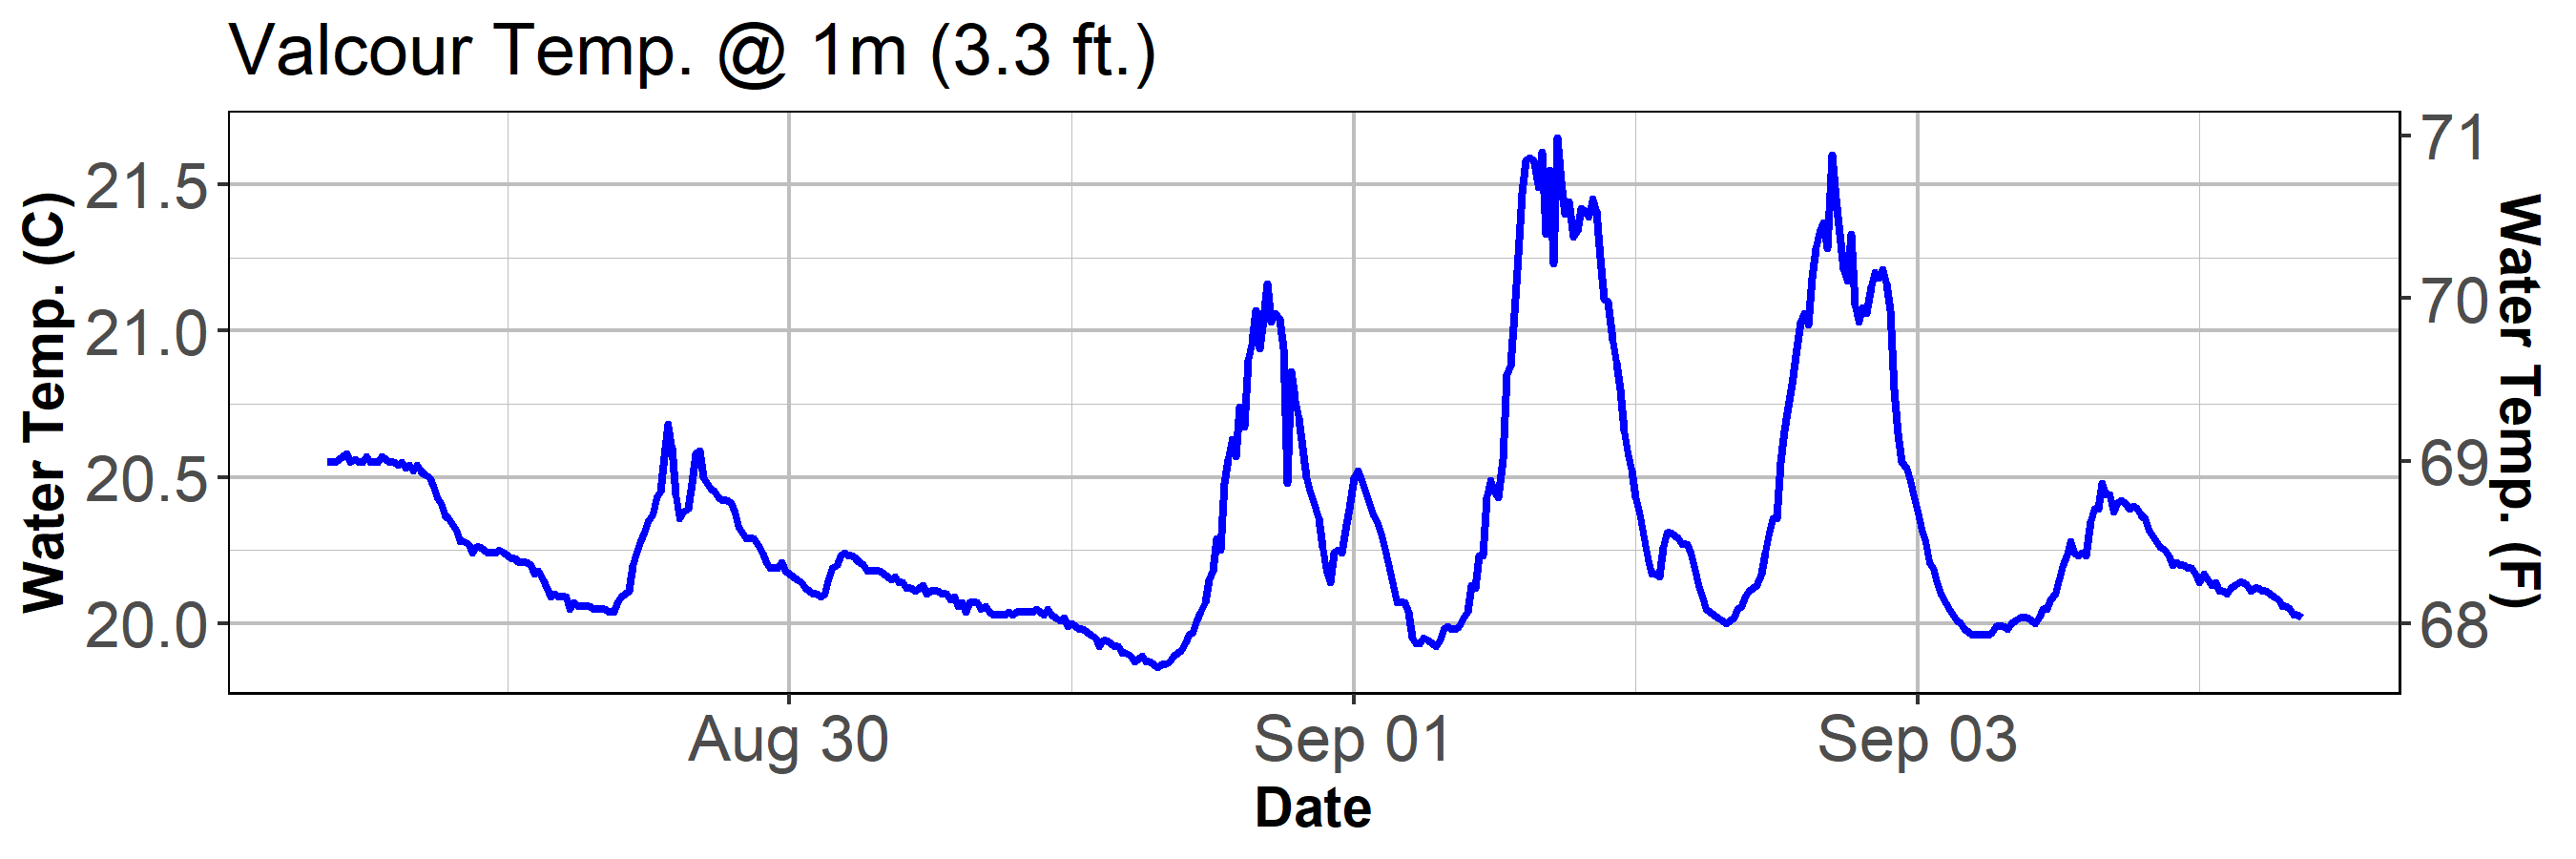 Valcour Temp. @ 1m (3.3 ft.)
Water Temp. (C)
21.5
21.0
20.5
20.0
71
70
69
68
Water Temp. (F)
Aug 30
Sep 01
Sep 03
Date